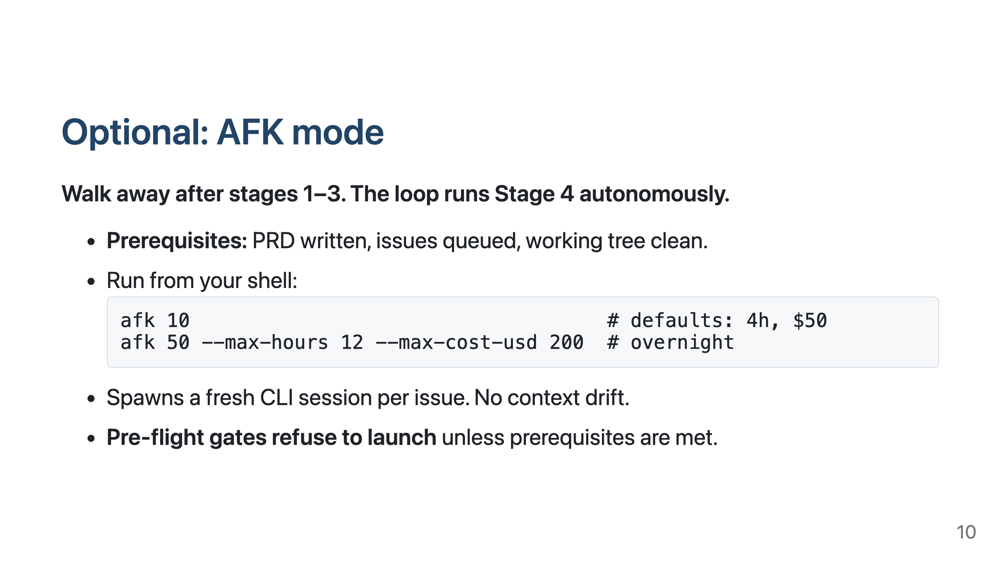 Optional: AFK mode
Walk away after stages 1–3. The loop runs Stage 4 autonomously.
• Prerequisites: PRD written, issues queued, working tree clean.
• Run from your shell:
afk 10                                    # defaults: 4h, $50
afk 50 --max-hours 12 --max-cost-usd 200  # overnight
• Spawns a fresh CLI session per issue. No context drift.
• Pre-flight gates refuse to launch unless prerequisites are met.
10